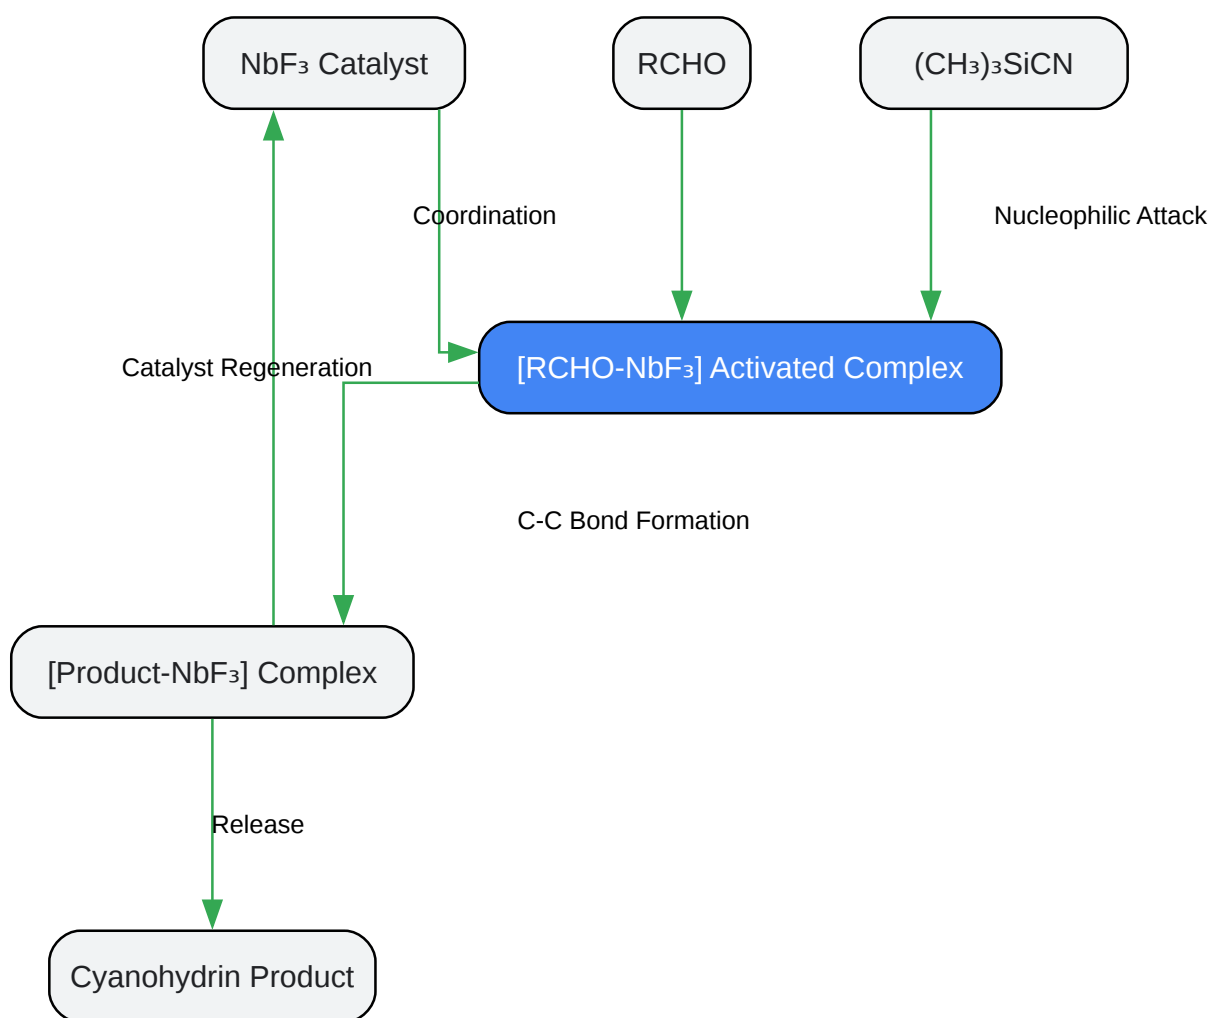 NbF₃ Catalyst
RCHO
(CH₃)₃SiCN
Coordination
Nucleophilic Attack
Catalyst Regeneration
[RCHO-NbF₃] Activated Complex
C-C Bond Formation
[Product-NbF₃] Complex
Release
Cyanohydrin Product